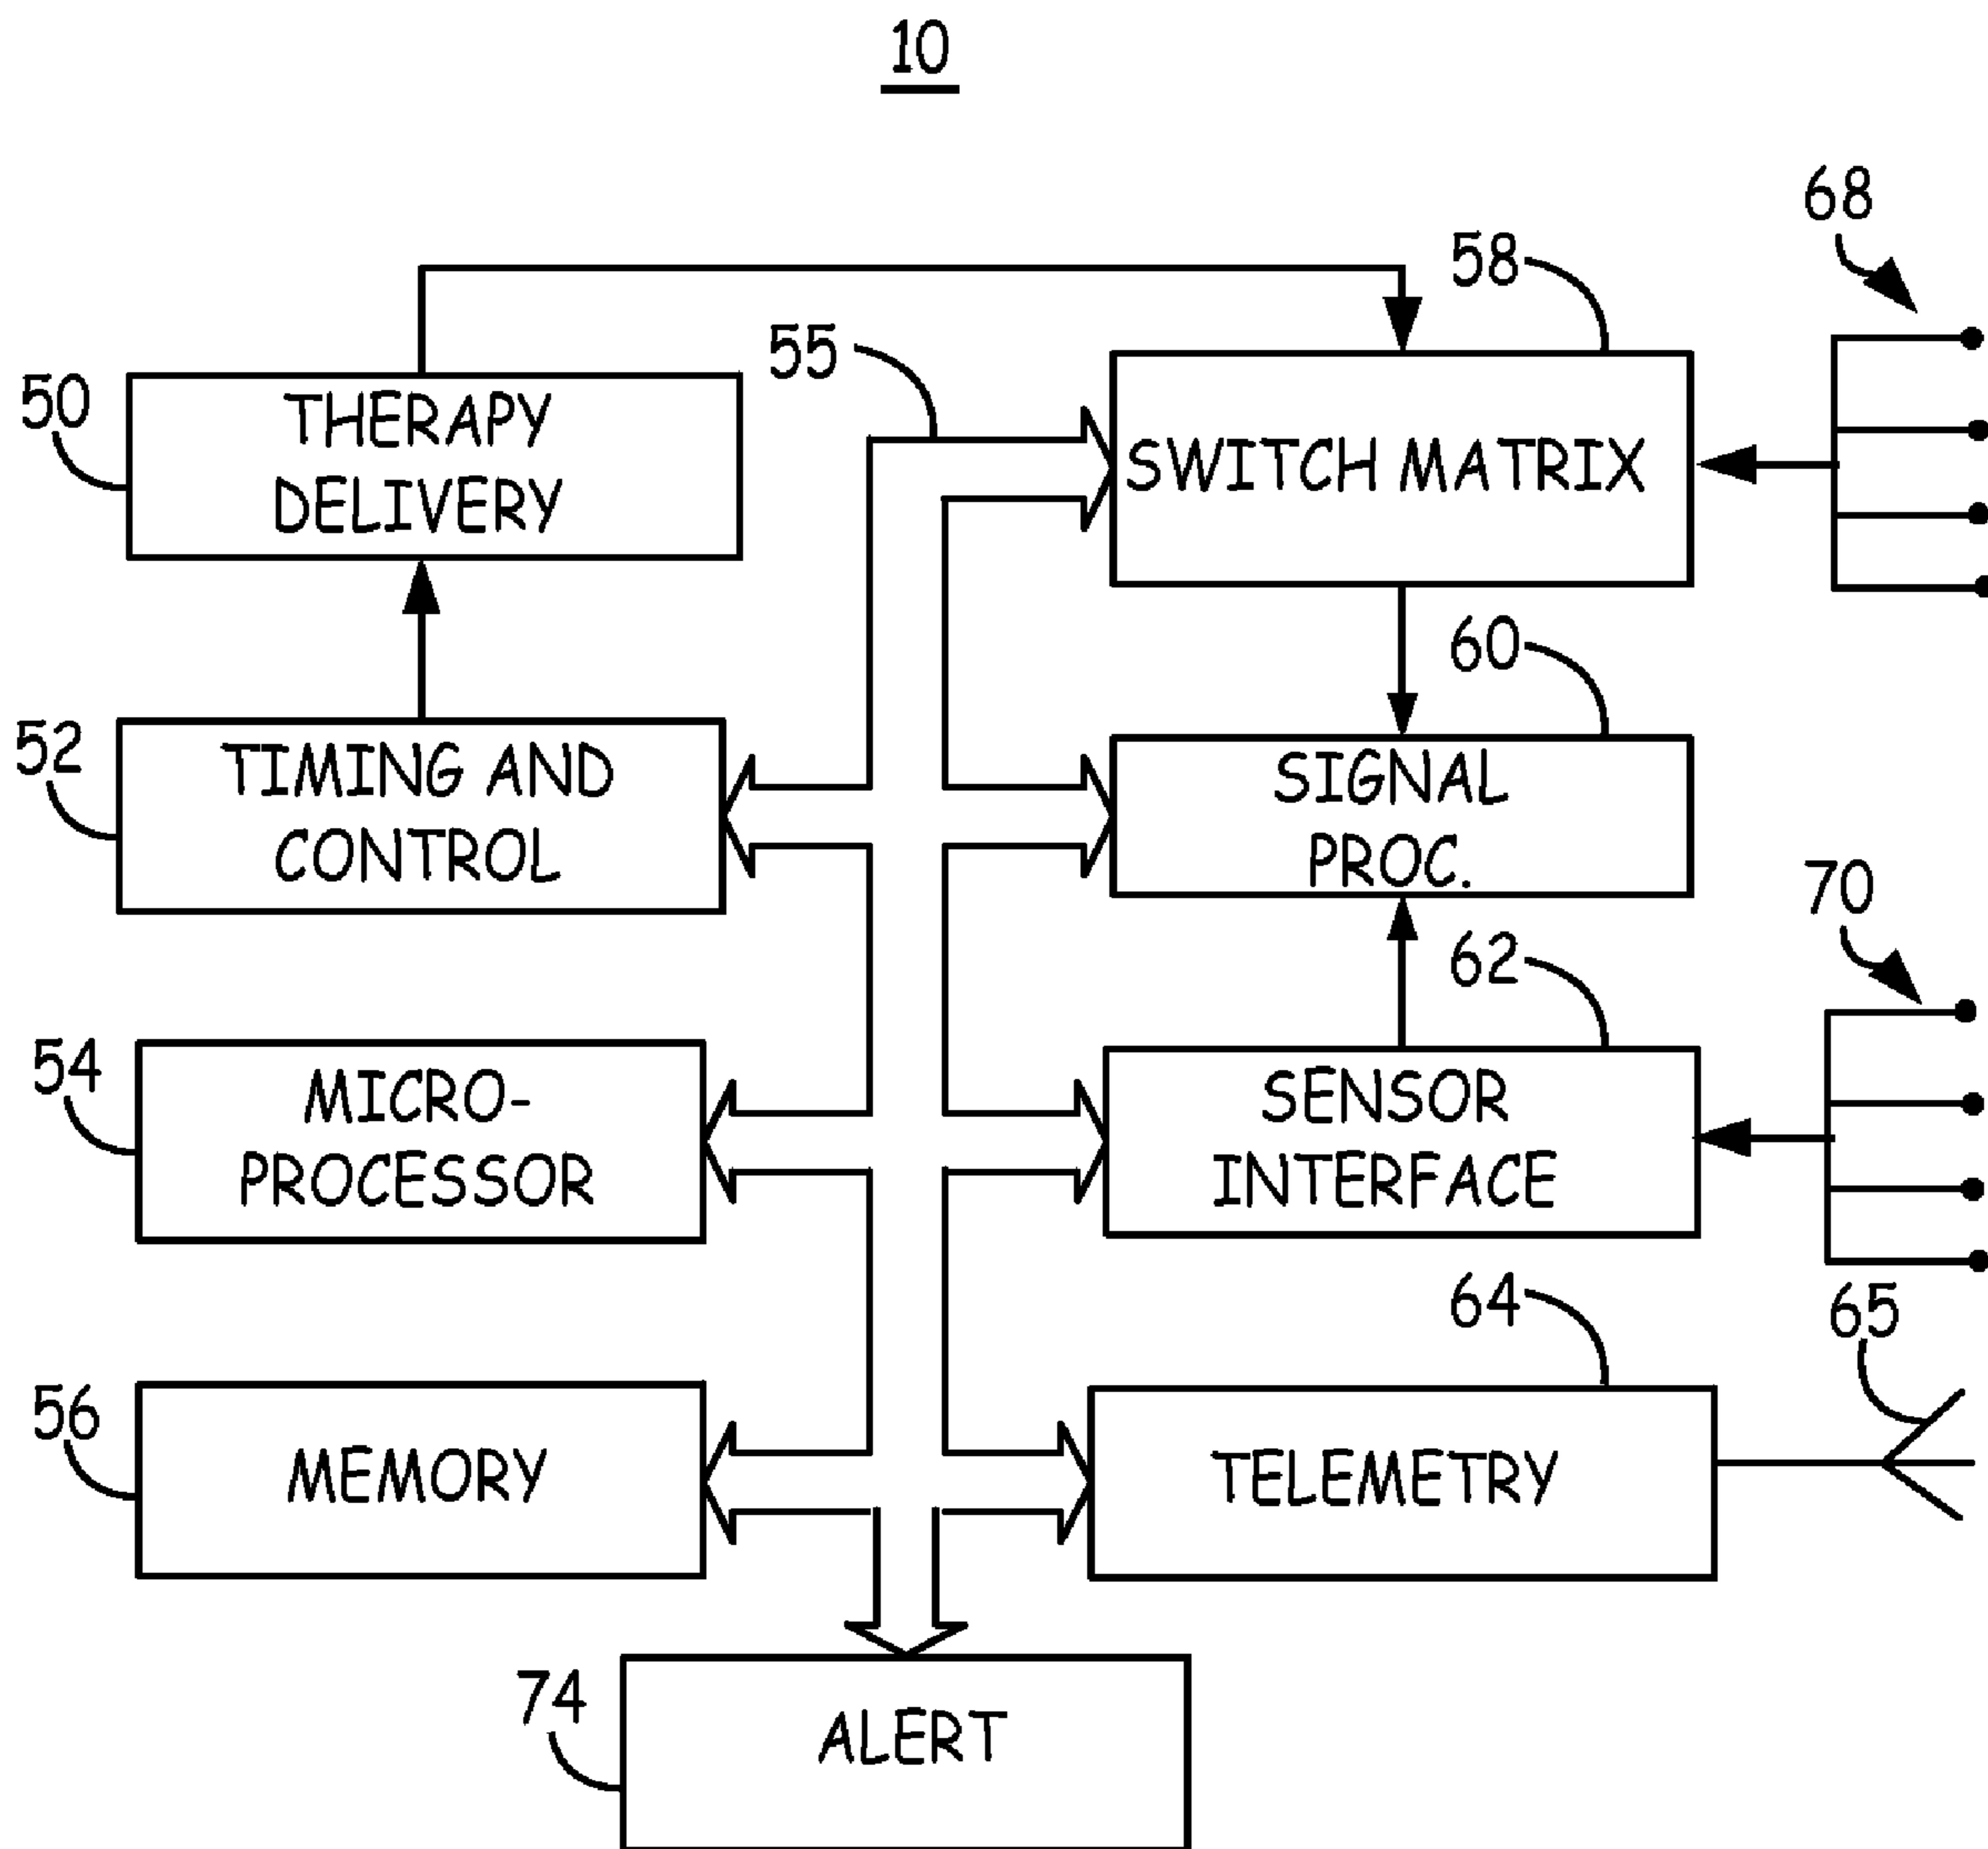 10
68
58
55
50
THERAPY
DELIVERY
SWITCH MATRIX
60
52
TIMING AND
CONTROL
SIGNAL
PROC.
70
62
54
MICRO-
PROCESSOR
SENSOR
INTERFACE
64
65
56
MEMORY
TELEMETRY
74
ALERT